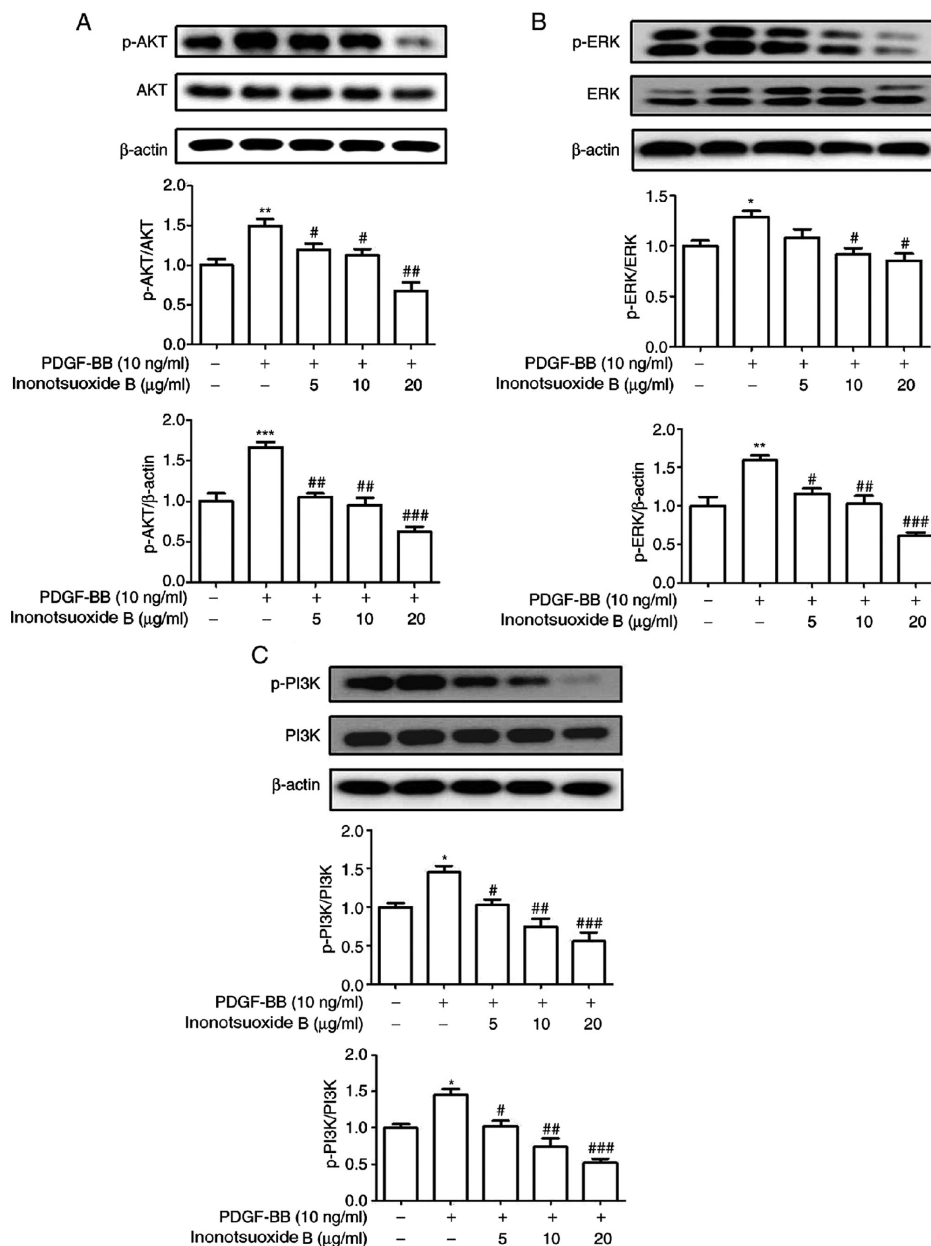 A
p-AKT
AKT
β-actin
2.0
1.5
1.0
0.5
0.0
p-AKT/AKT
**
#
#
##
PDGF-BB (10 ng/ml) – + + + +
Inonotsuoxide B (μg/ml) – – 5 10 20
2.0
1.5
1.0
0.5
0.0
p-AKT/β-actin
***
##
##
###
PDGF-BB (10 ng/ml) – + + + +
Inonotsuoxide B (μg/ml) – – 5 10 20
B
p-ERK
ERK
β-actin
1.5
1.0
0.5
0.0
p-ERK/ERK
*
#
#
PDGF-BB (10 ng/ml) – + + + +
Inonotsuoxide B (μg/ml) – – 5 10 20
2.0
1.5
1.0
0.5
0.0
p-ERK/β-actin
**
#
##
###
PDGF-BB (10 ng/ml) – + + + +
Inonotsuoxide B (μg/ml) – – 5 10 20
C
p-PI3K
PI3K
β-actin
2.0
1.5
1.0
0.5
0.0
p-PI3K/PI3K
*
#
##
###
PDGF-BB (10 ng/ml) – + + + +
Inonotsuoxide B (μg/ml) – – 5 10 20
2.0
1.5
1.0
0.5
0.0
p-PI3K/PI3K
*
#
##
###
PDGF-BB (10 ng/ml) – + + + +
Inonotsuoxide B (μg/ml) – – 5 10 20